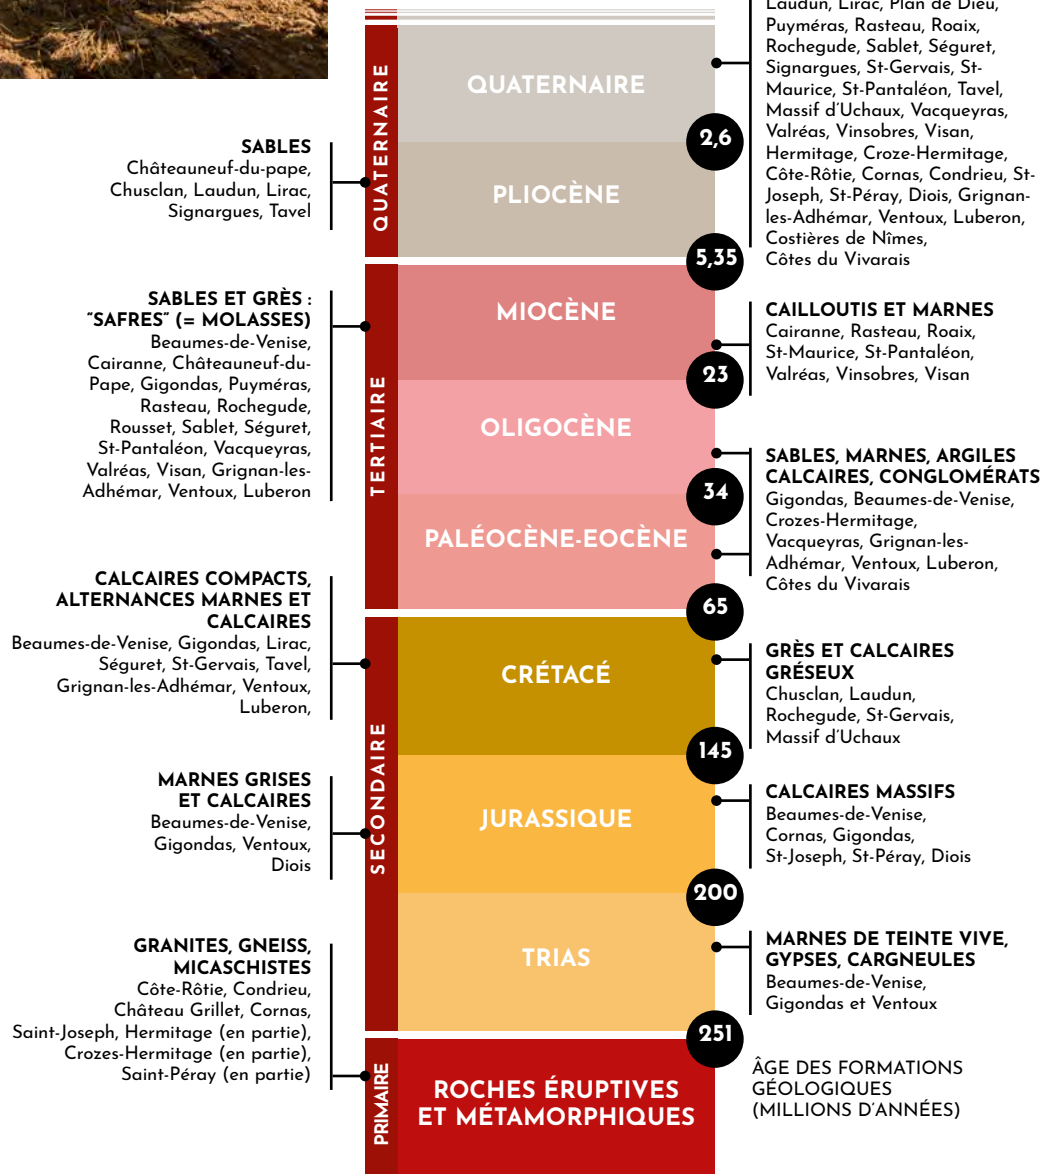 QUATERNAIRE
QUATERNAIRE
2,6
PLIOCÈNE
5,35
TERTIAIRE
MIOCÈNE
23
OLIGOCÈNE
34
PALÉOCÈNE-EOCÈNE
65
SECONDAIRE
CRÉTACÉ
145
JURASSIQUE
200
TRIAS
251
PRIMAIRE
ROCHES ÉRUPTIVES
ET MÉTAMORPHIQUES
SABLES
Châteauneuf-du-pape,
Chusclan, Laudun, Lirac,
Signargues, Tavel
SABLES ET GRÈS :
"SAFRES" (= MOLASSES)
Beaumes-de-Venise,
Cairanne, Châteauneuf-du-
Pape, Gigondas, Puyméras,
Rasteau, Rochegude,
Rousset, Sablet, Séguret,
St-Pantaléon, Vacqueyras,
Valréas, Visan, Grignan-les-
Adhémar, Ventoux, Luberon
CALCAIRES COMPACTS,
ALTERNANCES MARNES ET
CALCAIRES
Beaumes-de-Venise, Gigondas, Lirac,
Séguret, St-Gervais, Tavel,
Grignan-les-Adhémar, Ventoux,
Luberon,
MARNES GRISES
ET CALCAIRES
Beaumes-de-Venise,
Gigondas, Ventoux,
Diois
GRANITES, GNEISS,
MICASCHISTES
Côte-Rôtie, Condrieu,
Château Grillet, Cornas,
Saint-Joseph, Hermitage (en partie),
Crozes-Hermitage (en partie),
Saint-Péray (en partie)
Laudun, Lirac, Plan de Dieu,
Puyméras, Rasteau, Roaix,
Rochegude, Sablet, Séguret,
Signargues, St-Gervais, St-
Maurice, St-Pantaléon, Tavel,
Massif d'Uchaux, Vacqueyras,
Valréas, Vinsobres, Visan,
Hermitage, Croze-Hermitage,
Côte-Rôtie, Cornas, Condrieu, St-
Joseph, St-Péray, Diois, Grignan-
les-Adhémar, Ventoux, Luberon,
Costières de Nîmes,
Côtes du Vivarais
CAILLOUTIS ET MARNES
Cairanne, Rasteau, Roaix,
St-Maurice, St-Pantaléon,
Valréas, Vinsobres, Visan
SABLES, MARNES, ARGILES
CALCAIRES, CONGLOMÉRATS
Gigondas, Beaumes-de-Venise,
Crozes-Hermitage,
Vacqueyras, Grignan-les-
Adhémar, Ventoux, Luberon,
Côtes du Vivarais
GRÈS ET CALCAIRES
GRÉSEUX
Chusclan, Laudun,
Rochegude, St-Gervais,
Massif d'Uchaux
CALCAIRES MASSIFS
Beaumes-de-Venise,
Cornas, Gigondas,
St-Joseph, St-Péray, Diois
MARNES DE TEINTE VIVE,
GYPSES, CARGNEULES
Beaumes-de-Venise,
Gigondas et Ventoux
ÂGE DES FORMATIONS
GÉOLOGIQUES
(MILLIONS D'ANNÉES)